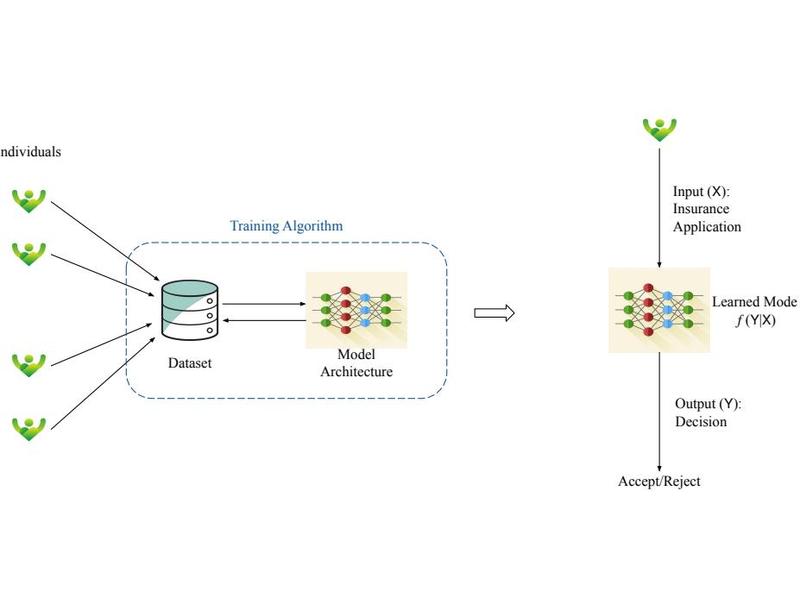 ndividuals
Training Algorithm
Dataset
Model
Architecture
Input (X):
Insurance
Application
Learned Mode
f (Y|X)
Output (Y):
Decision
Accept/Reject